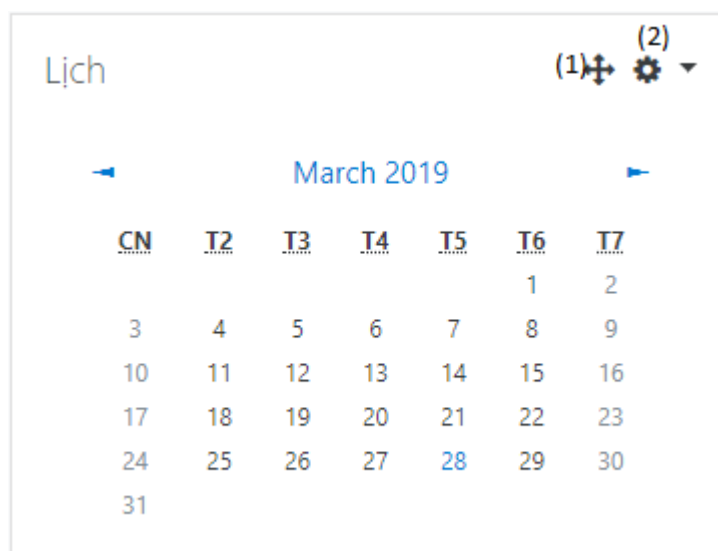 (2)
Lịch (1)
March 2019
CN T2 T3 T4 T5 T6 T7
1 2
3 4 5 6 7 8 9
10 11 12 13 14 15 16
17 18 19 20 21 22 23
24 25 26 27 28 29 30
31